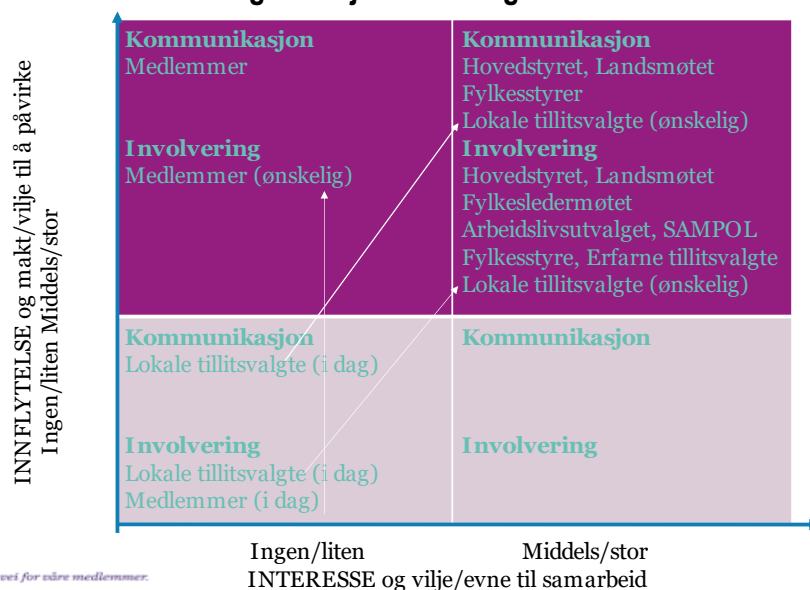 Kommunikasjon
Medlemmer
Involvering
Medlemmer (ønskelig)
Kommunikasjon
Hovedstyret, Landsmøtet
Fylkesstyrer
Lokale tillitsvalgte (ønskelig)
Involvering
Hovedstyret, Landsmøtet
Fylkesledermøtet
Arbeidslivsutvalget, SAMPOL
Fylkesstyre, Erfarne tillitsvalgte
Lokale tillitsvalgte (ønskelig)
Kommunikasjon
Lokale tillitsvalgte (i dag)
Involvering
Lokale tillitsvalgte (i dag)
Medlemmer (i dag)
Kommunikasjon
Involvering
INNFLYTELSE og makt/vilje til å påvirke
Ingen/liten Middels/stor
Ingen/liten
Middels/stor
INTERESSE og vilje/evne til samarbeid
vei for våre medlemmer.